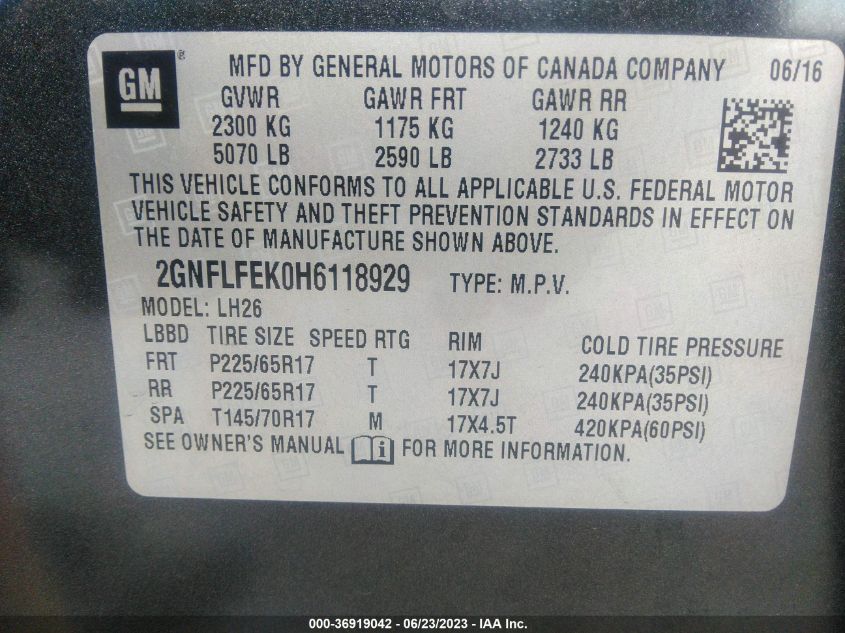 GM ® MFD BY GENERAL MOTORS OF CANADA COMPANY 06/16
GVWR GAWR FRT GAWR RR
2300 KG 1175 KG 1240 KG
5070 LB 2590 LB 2733 LB
THIS VEHICLE CONFORMS TO ALL APPLICABLE U.S. FEDERAL MOTOR
VEHICLE SAFETY AND THEFT PREVENTION STANDARDS IN EFFECT ON
THE DATE OF MANUFACTURE SHOWN ABOVE.
2GNFLFEK0H6118929 TYPE: M.P.V.
MODEL: LH26
LBBD TIRE SIZE SPEED RTG RIM COLD TIRE PRESSURE
FRT P225/65R17 T 17X7J 240KPA(35PSI)
RR P225/65R17 T 17X7J 240KPA(35PSI)
SPA T145/70R17 M 17X4.5T 420KPA(60PSI)
SEE OWNER'S MANUAL i FOR MORE INFORMATION.
000-36919042 - 06/23/2023 - IAA Inc.